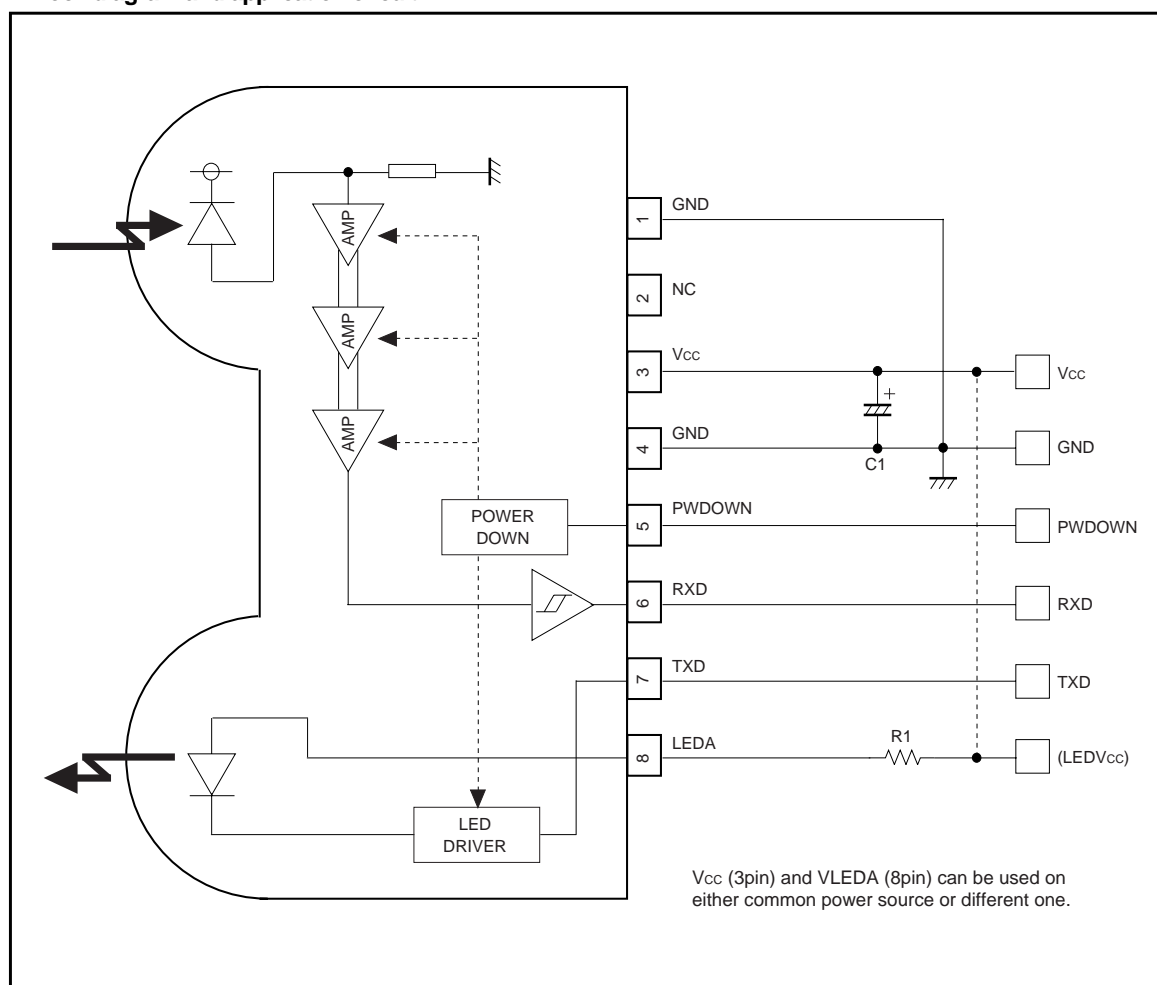 AMP
AMP
AMP
POWER
DOWN
LED
DRIVER
1 GND
2 NC
3 Vcc
4 GND
5 PWDOWN
6 RXD
7 TXD
8 LEDA
+
C1
R1
Vcc
GND
PWDOWN
RXD
TXD
(LEDVcc)
Vcc (3pin) and VLEDA (8pin) can be used on
either common power source or different one.